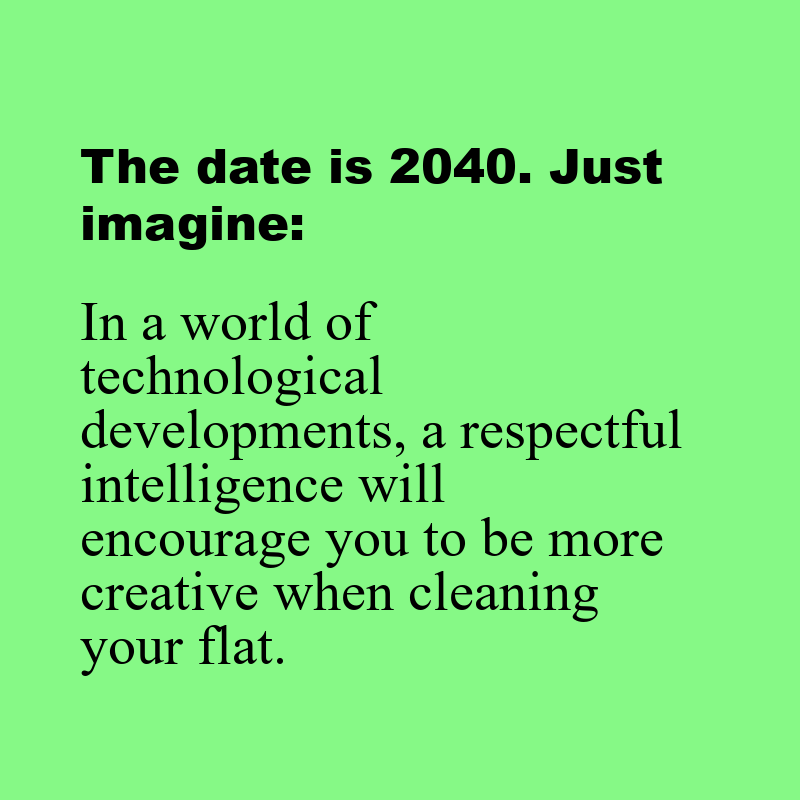 The date is 2040. Just
imagine:
In a world of
technological
developments, a respectful
intelligence will
encourage you to be more
creative when cleaning
your flat.